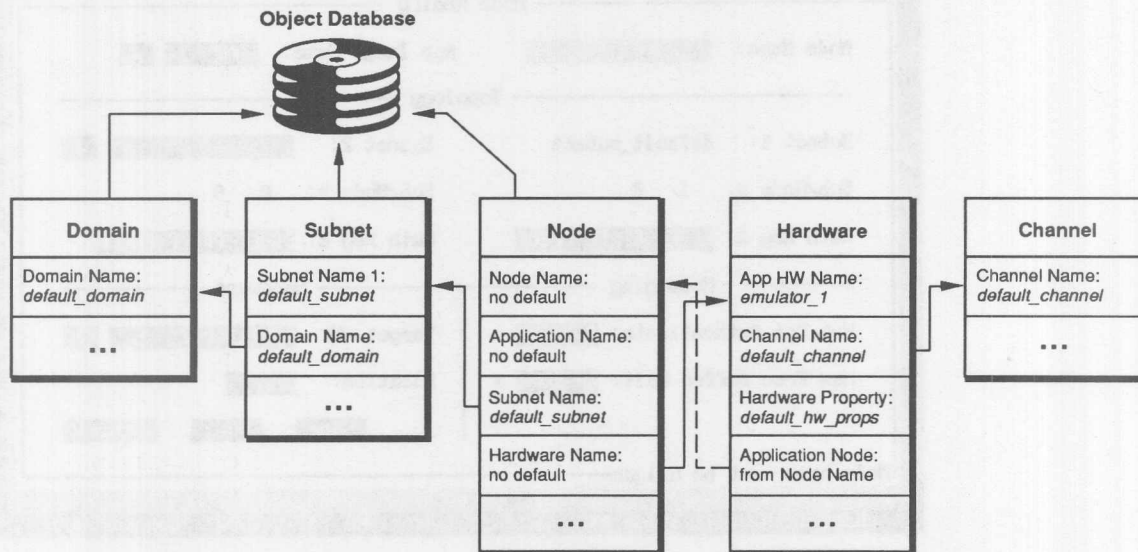 Object Database
Domain
Domain Name:
default_domain
...
Subnet
Subnet Name 1:
default_subnet
Domain Name:
default_domain
...
Node
Node Name:
no default
Application Name:
no default
Subnet Name:
default_subnet
Hardware Name:
no default
...
Hardware
App HW Name:
emulator_1
Channel Name:
default_channel
Hardware Property:
default_hw_props
Application Node:
from Node Name
...
Channel
Channel Name:
default_channel
...